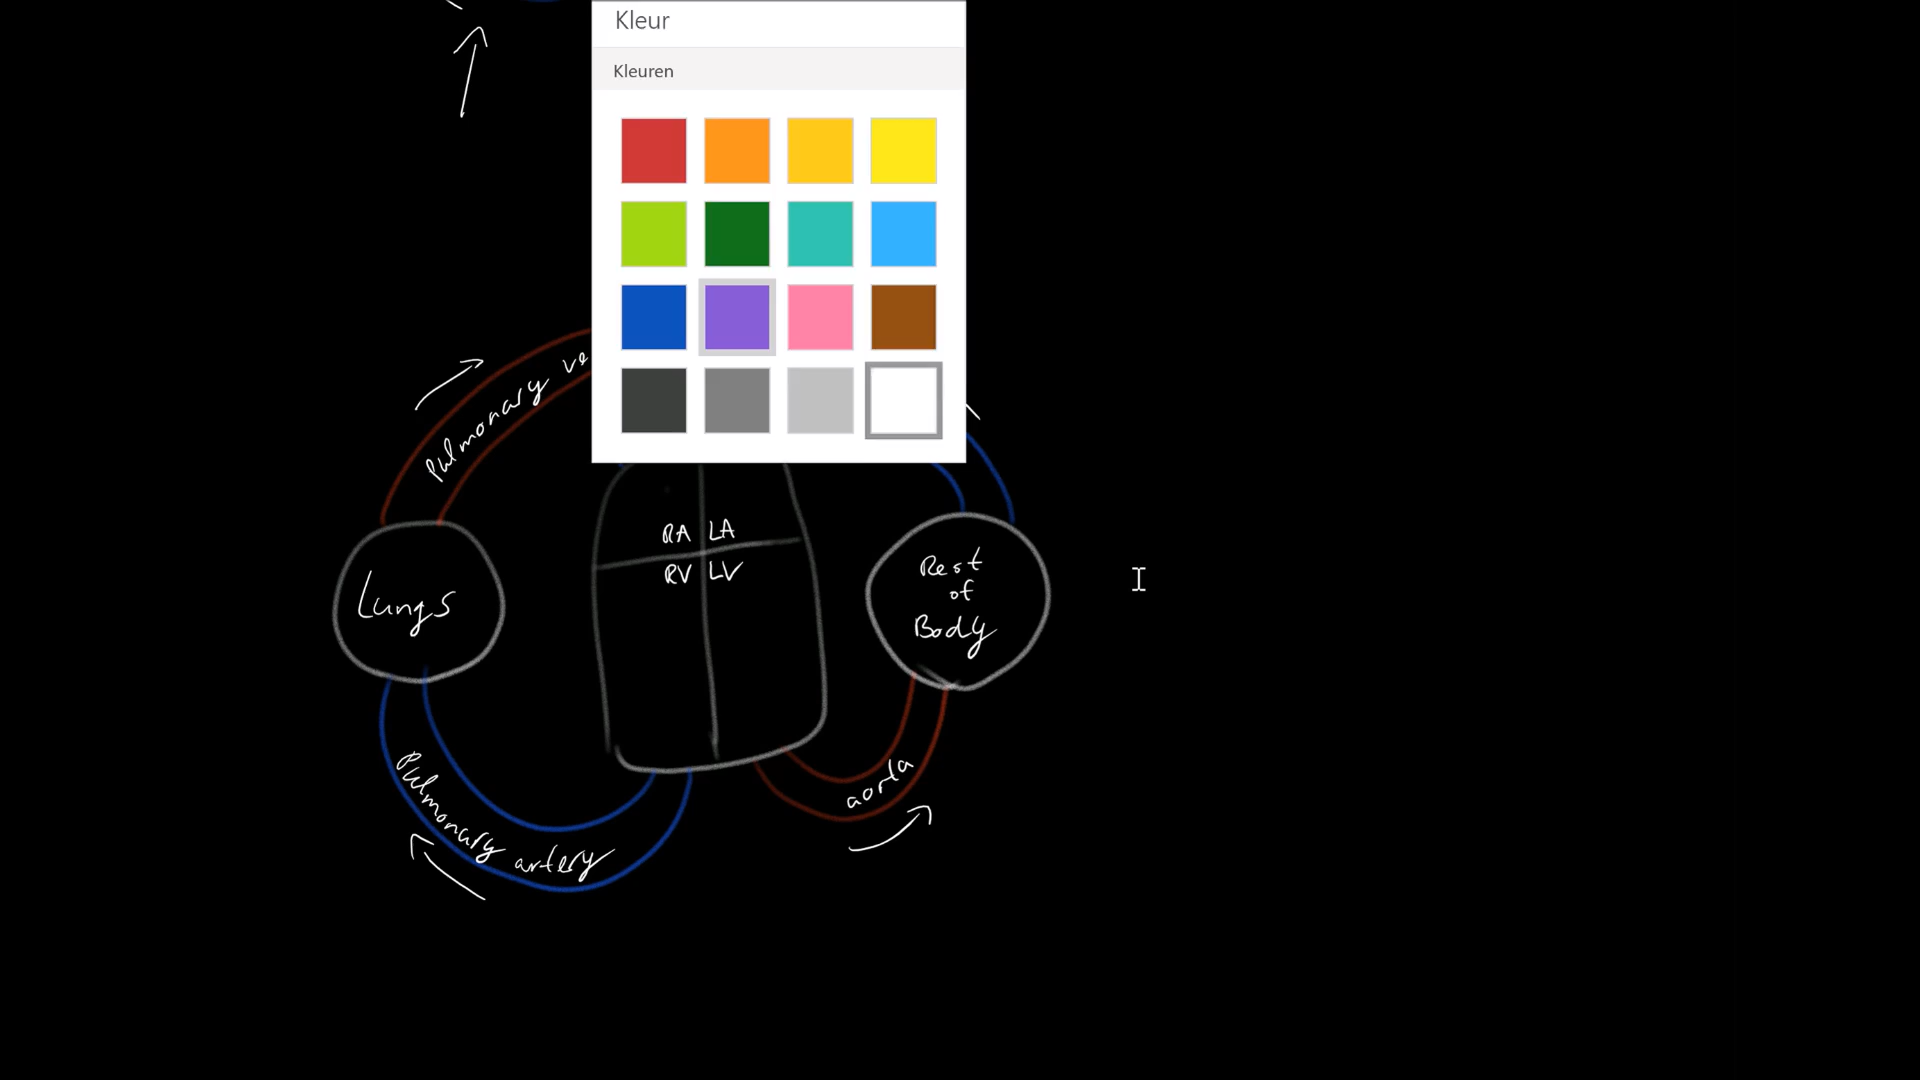 Kleur
Kleuren
Pulmonary ve
RA LA
RV LV
Lungs
Rest
of
Body
aorta
Pulmonary artery